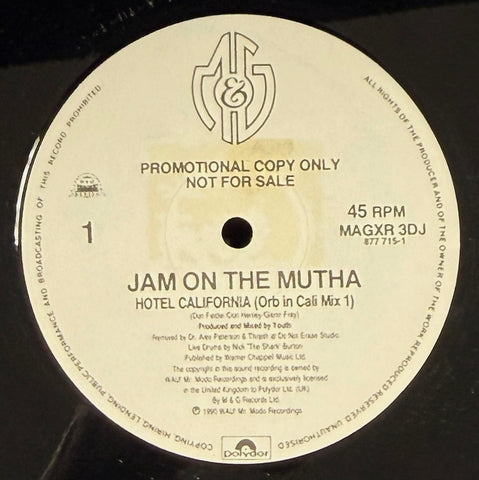 M&G
PROMOTIONAL COPY ONLY
NOT FOR SALE
1
45 RPM
MAGXR 3DJ
877 715-1
JAM ON THE MUTHA
HOTEL CALIFORNIA (Orb in Cali Mix 1)
(Don Felder Don Henley Glenn Frey)
Produced and Mixed by Youth
Remixed by Dr. Alex Paterson & Thrash at Do Not Erase Studio.
Live Drums by Nick "The Shark" Burton
Published by Warner Chappel Music Ltd.
The copyright in this sound recording is owned by
WAU! Mr. Modo Recordings and is exclusively licensed
in the United Kingdom to Polydor Ltd. (UK)
By M & G Records Ltd.
℗ 1990 WAU! Mr. Modo Recordings
polydor
ALL RIGHTS OF THE PRODUCER AND OF THE OWNER OF THE WORK REPRODUCED RESERVED UNAUTHORISED COPYING, HIRING, LENDING, PUBLIC PERFORMANCE AND BROADCASTING OF THIS RECORD PROHIBITED